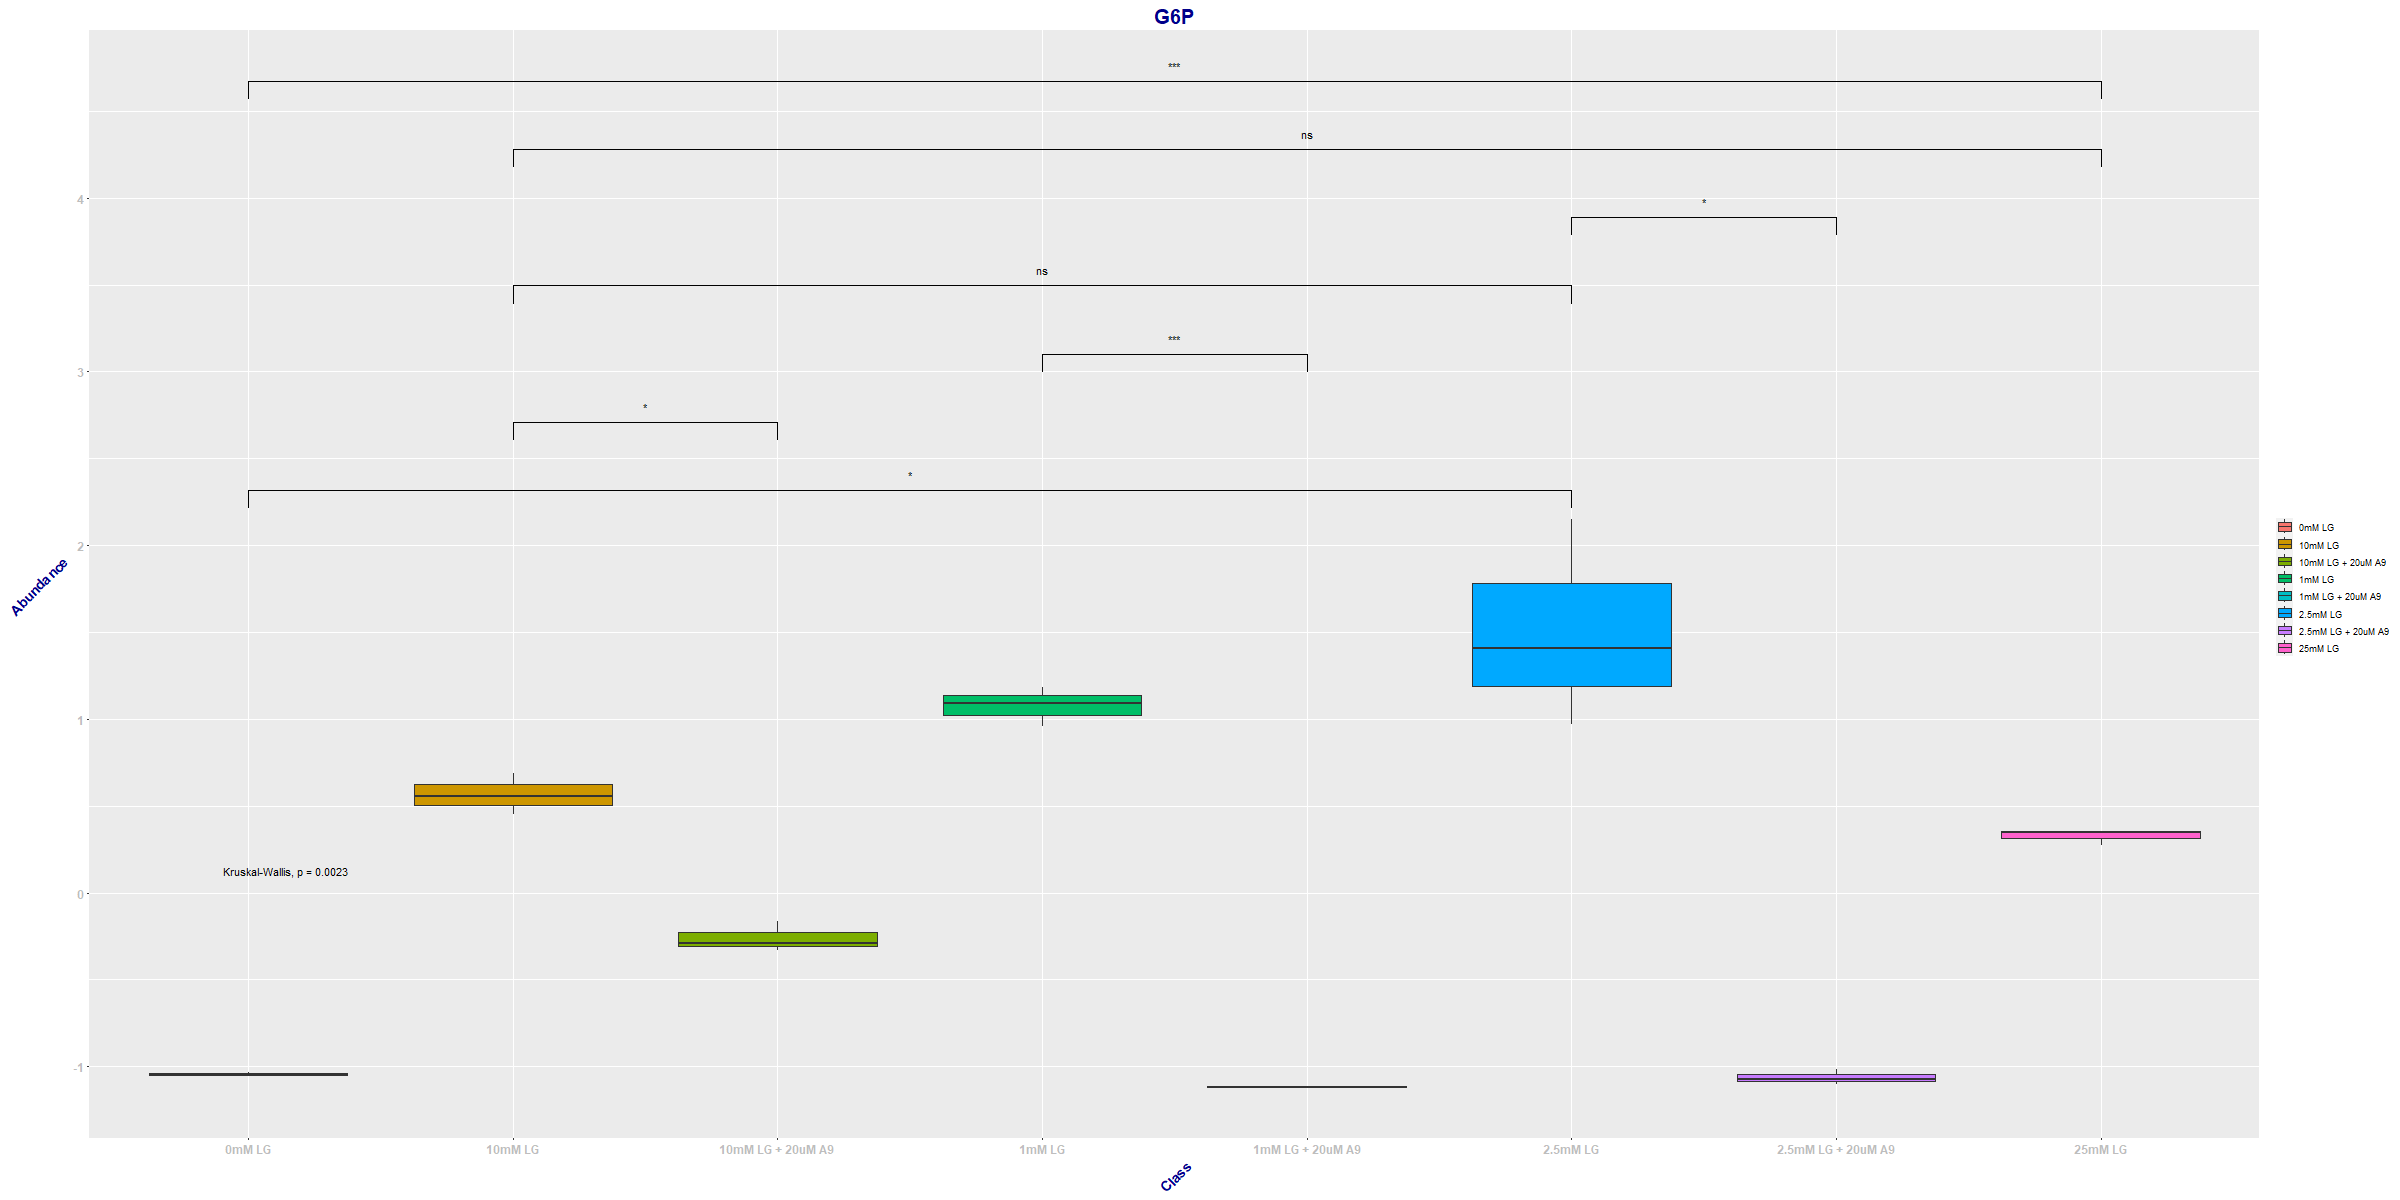 G6P
***
ns
*
ns
***
*
*
4
3
2
1
0
-1
Abundance
Kruskal-Wallis, p = 0.0023
0mM LG
10mM LG
10mM LG + 20uM A9
1mM LG
1mM LG + 20uM A9
2.5mM LG
2.5mM LG + 20uM A9
25mM LG
Class
0mM LG
10mM LG
10mM LG + 20uM A9
1mM LG
1mM LG + 20uM A9
2.5mM LG
2.5mM LG + 20uM A9
25mM LG